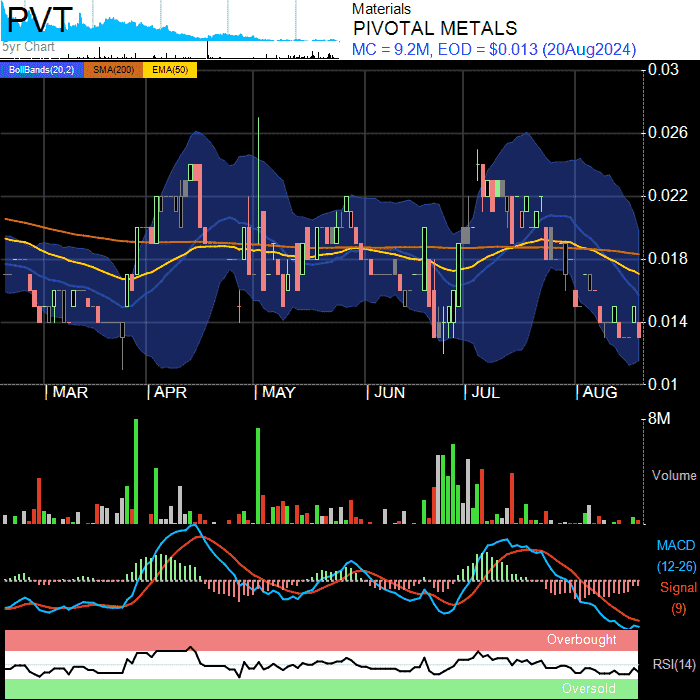 PVT
5yr Chart
Materials
PIVOTAL METALS
MC = 9.2M, EOD = $0.013 (20Aug2024)
BollBands(20,2) SMA(200) EMA(50)
0.03
0.026
0.022
0.018
0.014
0.01
MAR APR MAY JUN JUL AUG
8M
Volume
MACD
(12-26)
Signal
(9)
Overbought
RSI(14)
Oversold